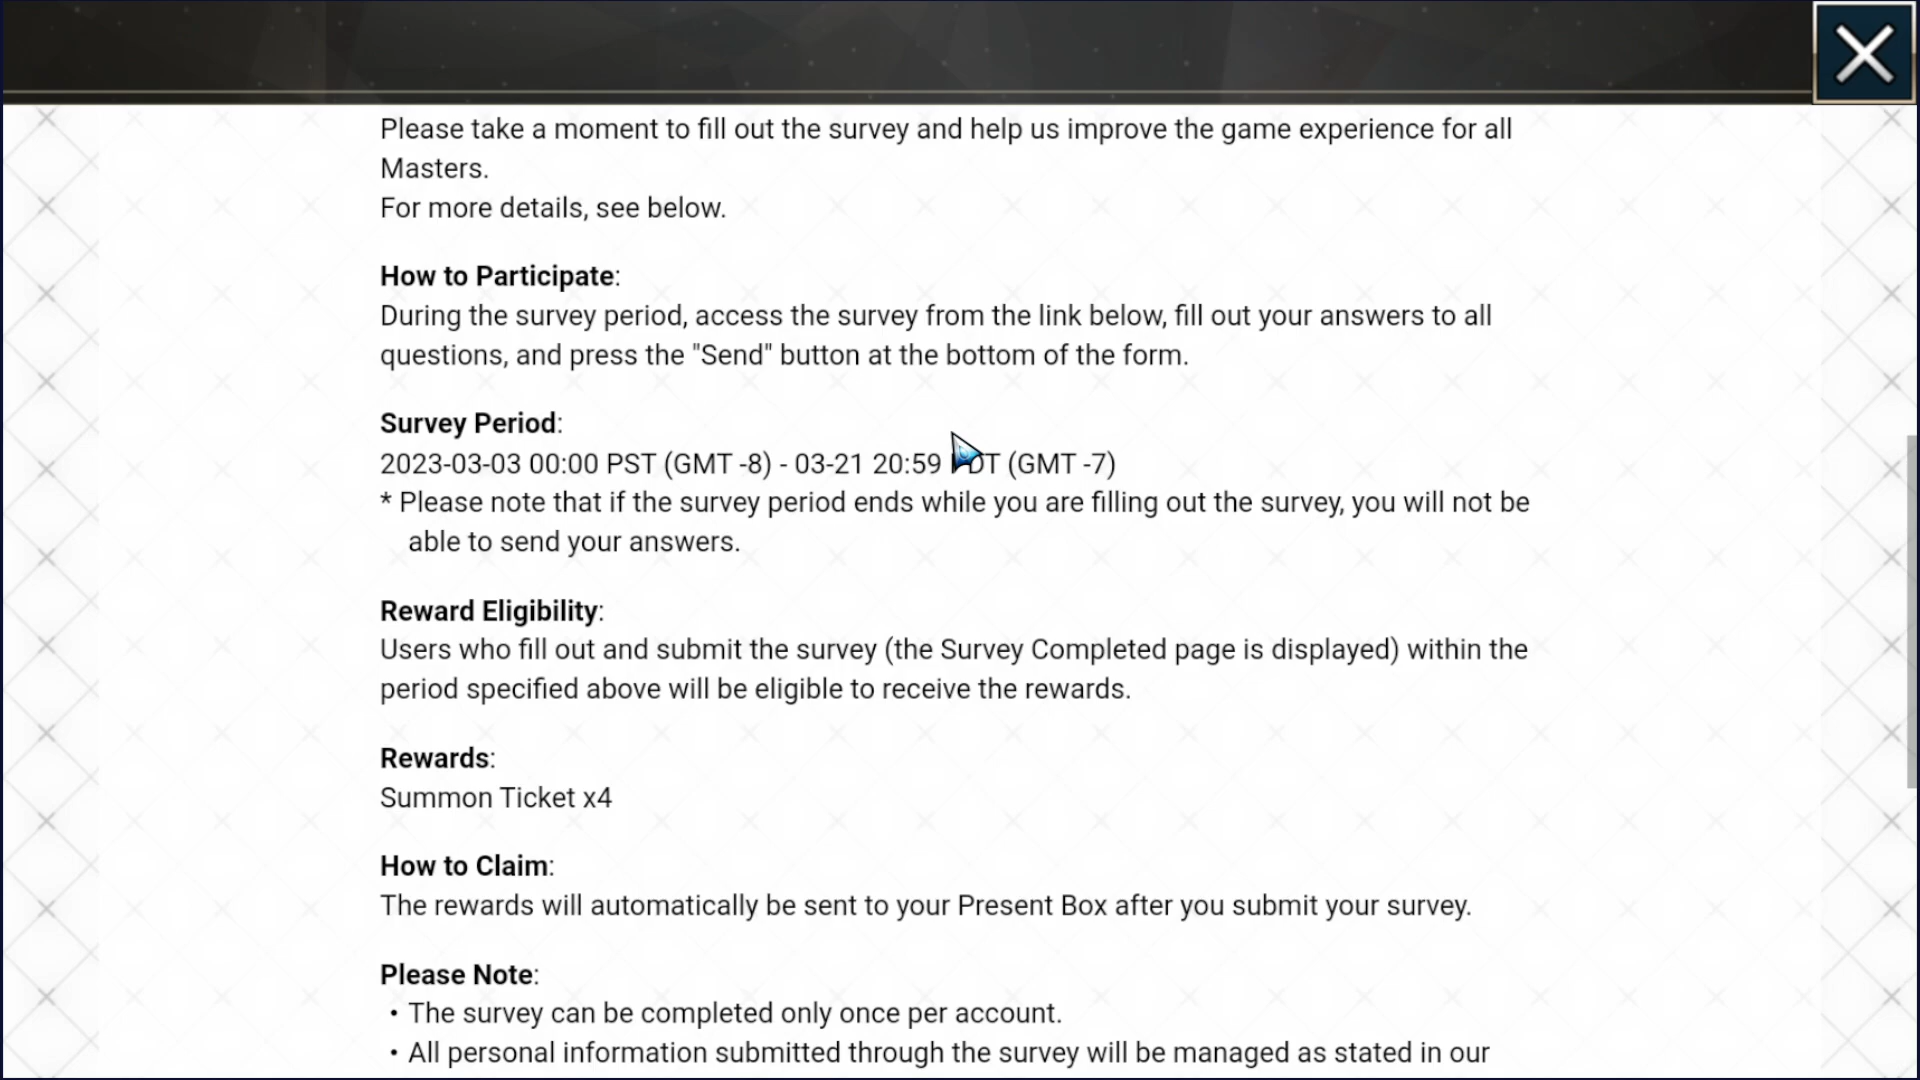 Please take a moment to fill out the survey and help us improve the game experience for all
Masters.
For more details, see below.
How to Participate:
During the survey period, access the survey from the link below, fill out your answers to all
questions, and press the "Send" button at the bottom of the form.
Survey Period:
2023-03-03 00:00 PST (GMT -8) - 03-21 20:59 PDT (GMT -7)
* Please note that if the survey period ends while you are filling out the survey, you will not be
able to send your answers.
Reward Eligibility:
Users who fill out and submit the survey (the Survey Completed page is displayed) within the
period specified above will be eligible to receive the rewards.
Rewards:
Summon Ticket x4
How to Claim:
The rewards will automatically be sent to your Present Box after you submit your survey.
Please Note:
・The survey can be completed only once per account.
・All personal information submitted through the survey will be managed as stated in our